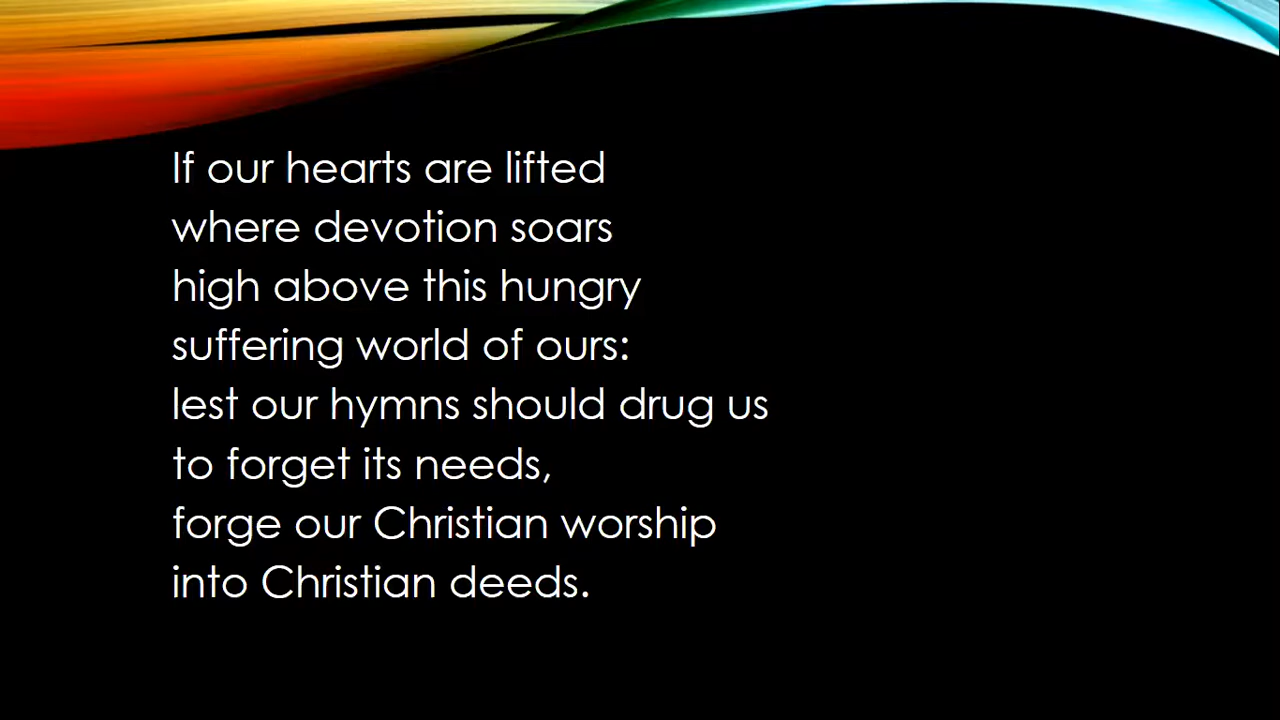 If our hearts are lifted
where devotion soars
high above this hungry
suffering world of ours:
lest our hymns should drug us
to forget its needs,
forge our Christian worship
into Christian deeds.